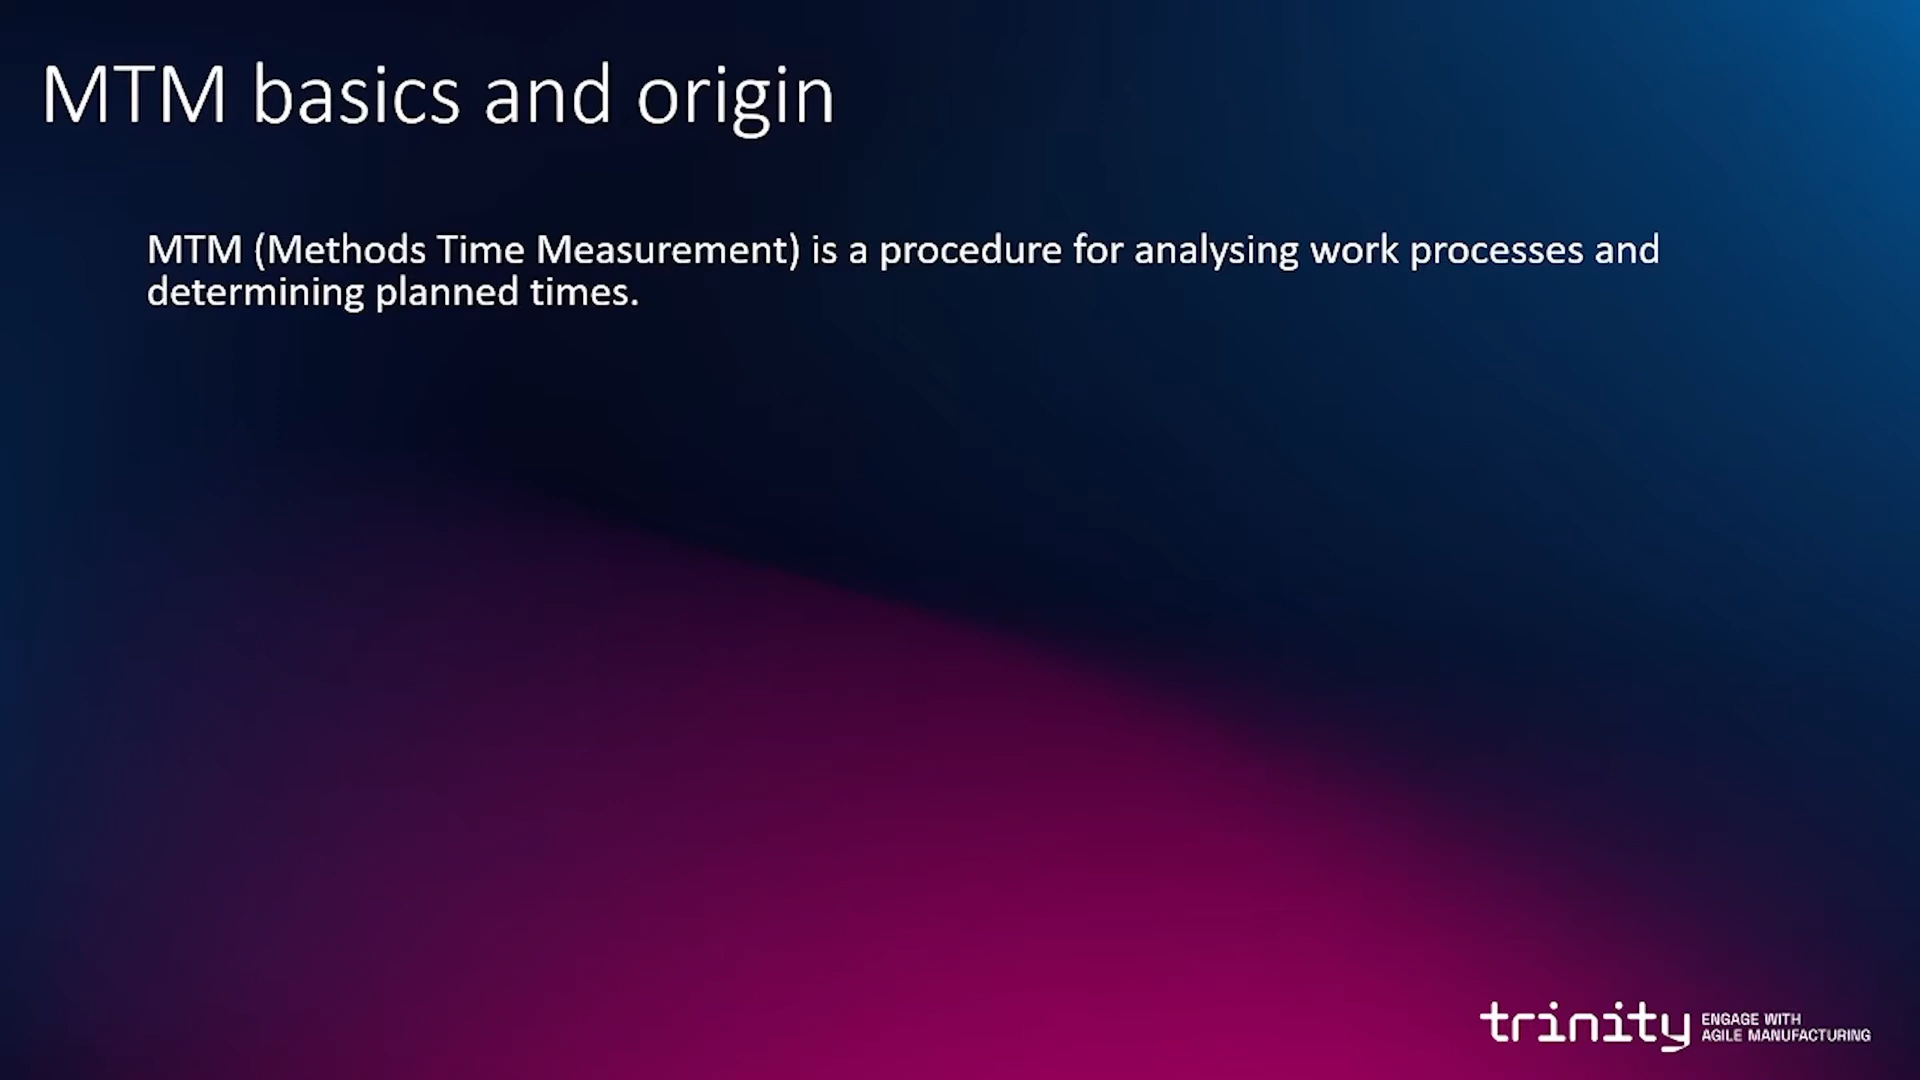 MTM basics and origin
MTM (Methods Time Measurement) is a procedure for analysing work processes and
determining planned times.
trinity
ENGAGE WITH
AGILE MANUFACTURING